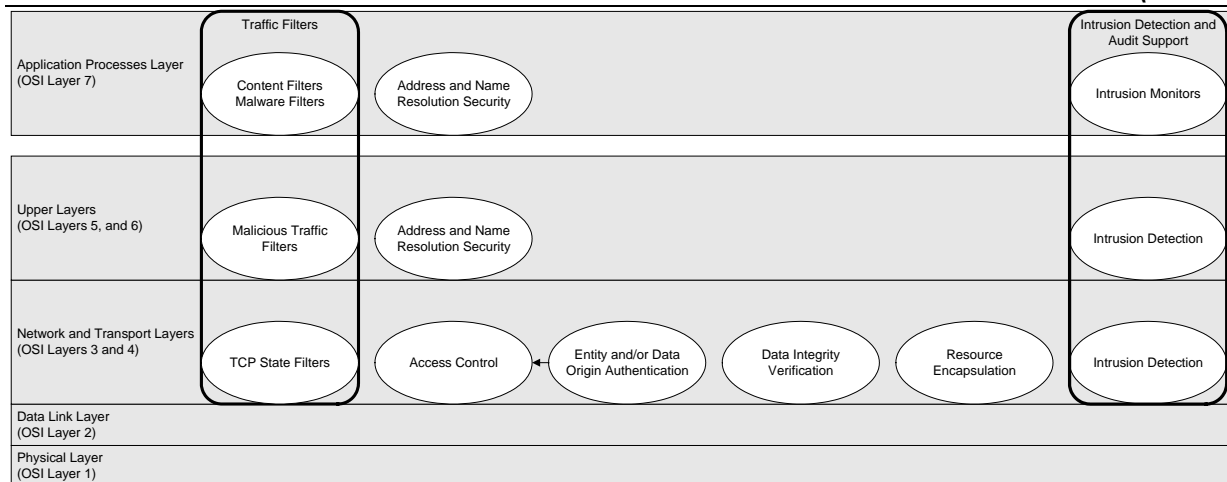 Traffic Filters
Intrusion Detection and
Audit Support
Application Processes Layer
(OSI Layer 7)
Content Filters
Malware Filters
Address and Name
Resolution Security
Intrusion Monitors
Upper Layers
(OSI Layers 5, and 6)
Malicious Traffic
Filters
Address and Name
Resolution Security
Intrusion Detection
Network and Transport Layers
(OSI Layers 3 and 4)
TCP State Filters
Access Control
Entity and/or Data
Origin Authentication
Data Integrity
Verification
Resource
Encapsulation
Intrusion Detection
Data Link Layer
(OSI Layer 2)
Physical Layer
(OSI Layer 1)